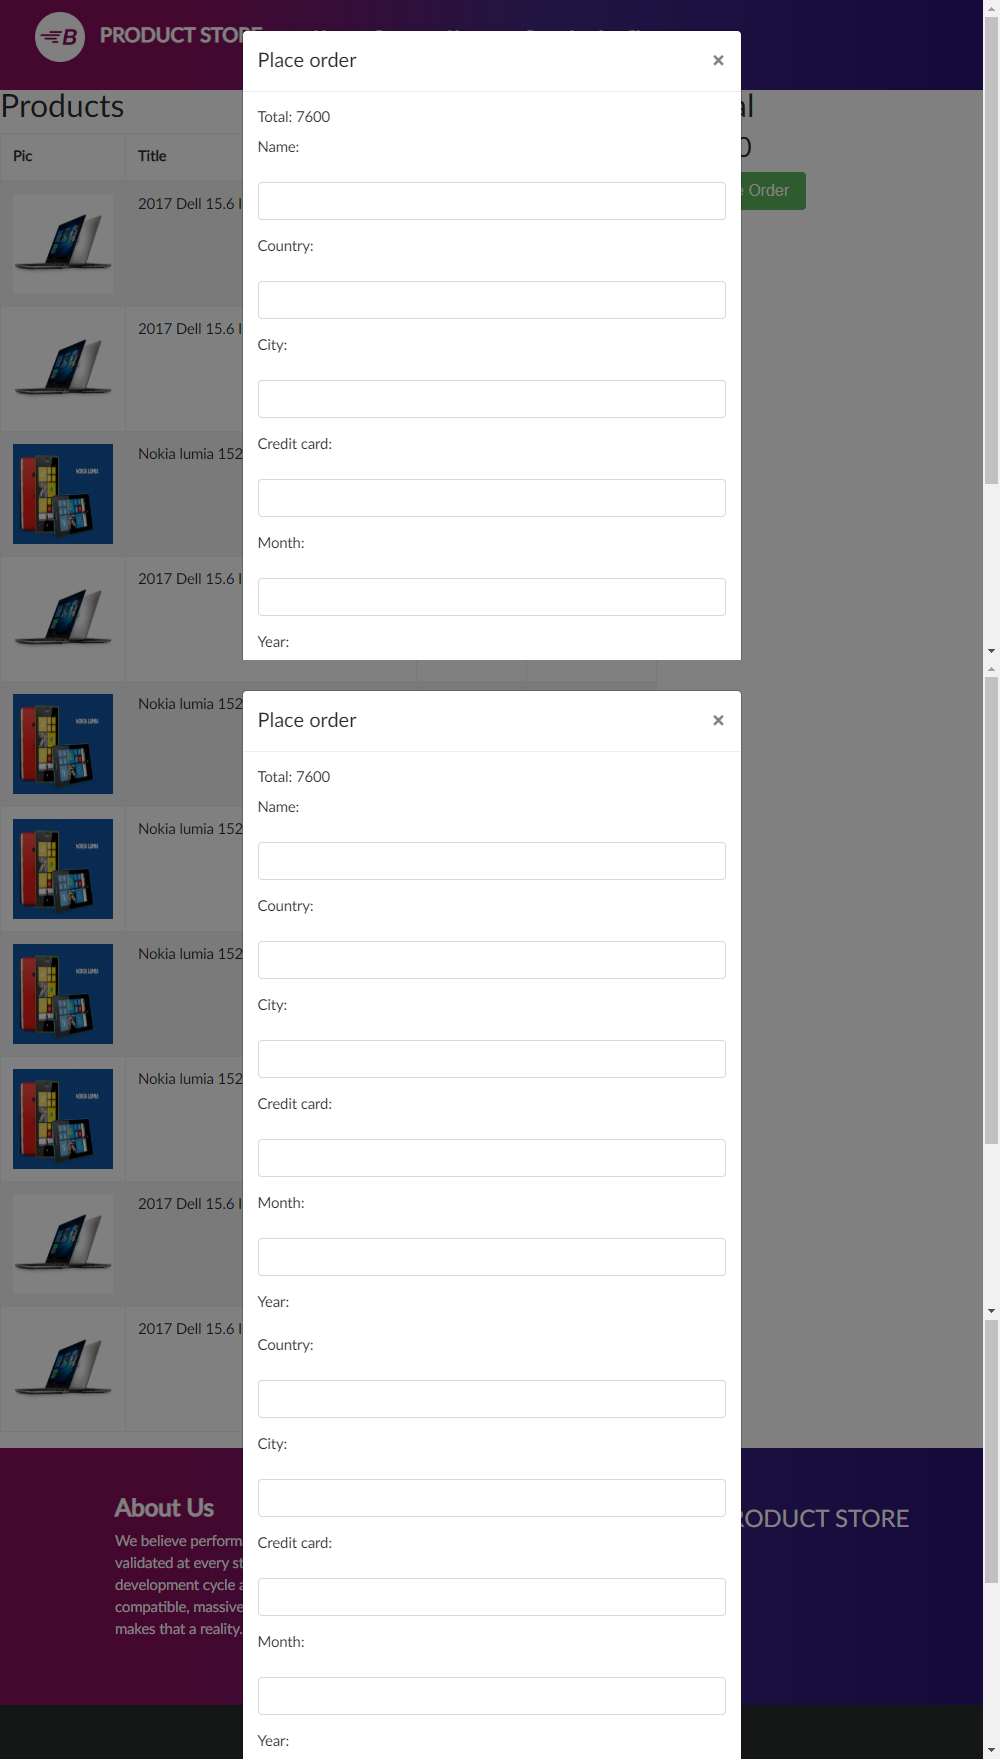 B PRODUCT STORE
Place order ×
Total: 7600
Name:
Country:
City:
Credit card:
Month:
Year:
Products
Pic Title
2017 Dell 15.6 I
2017 Dell 15.6 I
Nokia lumia 152
2017 Dell 15.6 I
Nokia lumia 152
Nokia lumia 152
Nokia lumia 152
Nokia lumia 152
2017 Dell 15.6 I
2017 Dell 15.6 I
al
0
e Order
Place order ×
Total: 7600
Name:
Country:
City:
Credit card:
Month:
Year:
Country:
City:
Credit card:
Month:
Year:
About Us
We believe perform
validated at every st
development cycle a
compatible, massive
makes that a reality.
RODUCT STORE